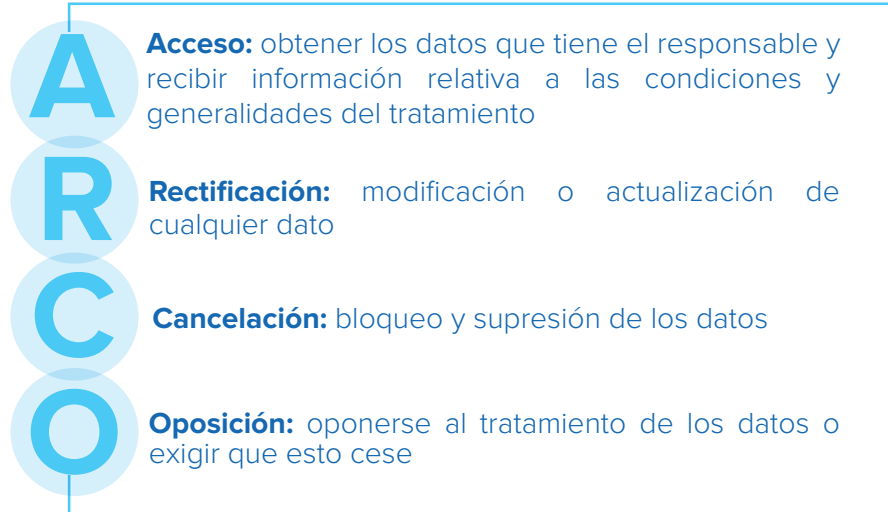 A
Acceso: obtener los datos que tiene el responsable y
recibir información relativa a las condiciones y
generalidades del tratamiento
R
Rectificación: modificación o actualización de
cualquier dato
C
Cancelación: bloqueo y supresión de los datos
O
Oposición: oponerse al tratamiento de los datos o
exigir que esto cese